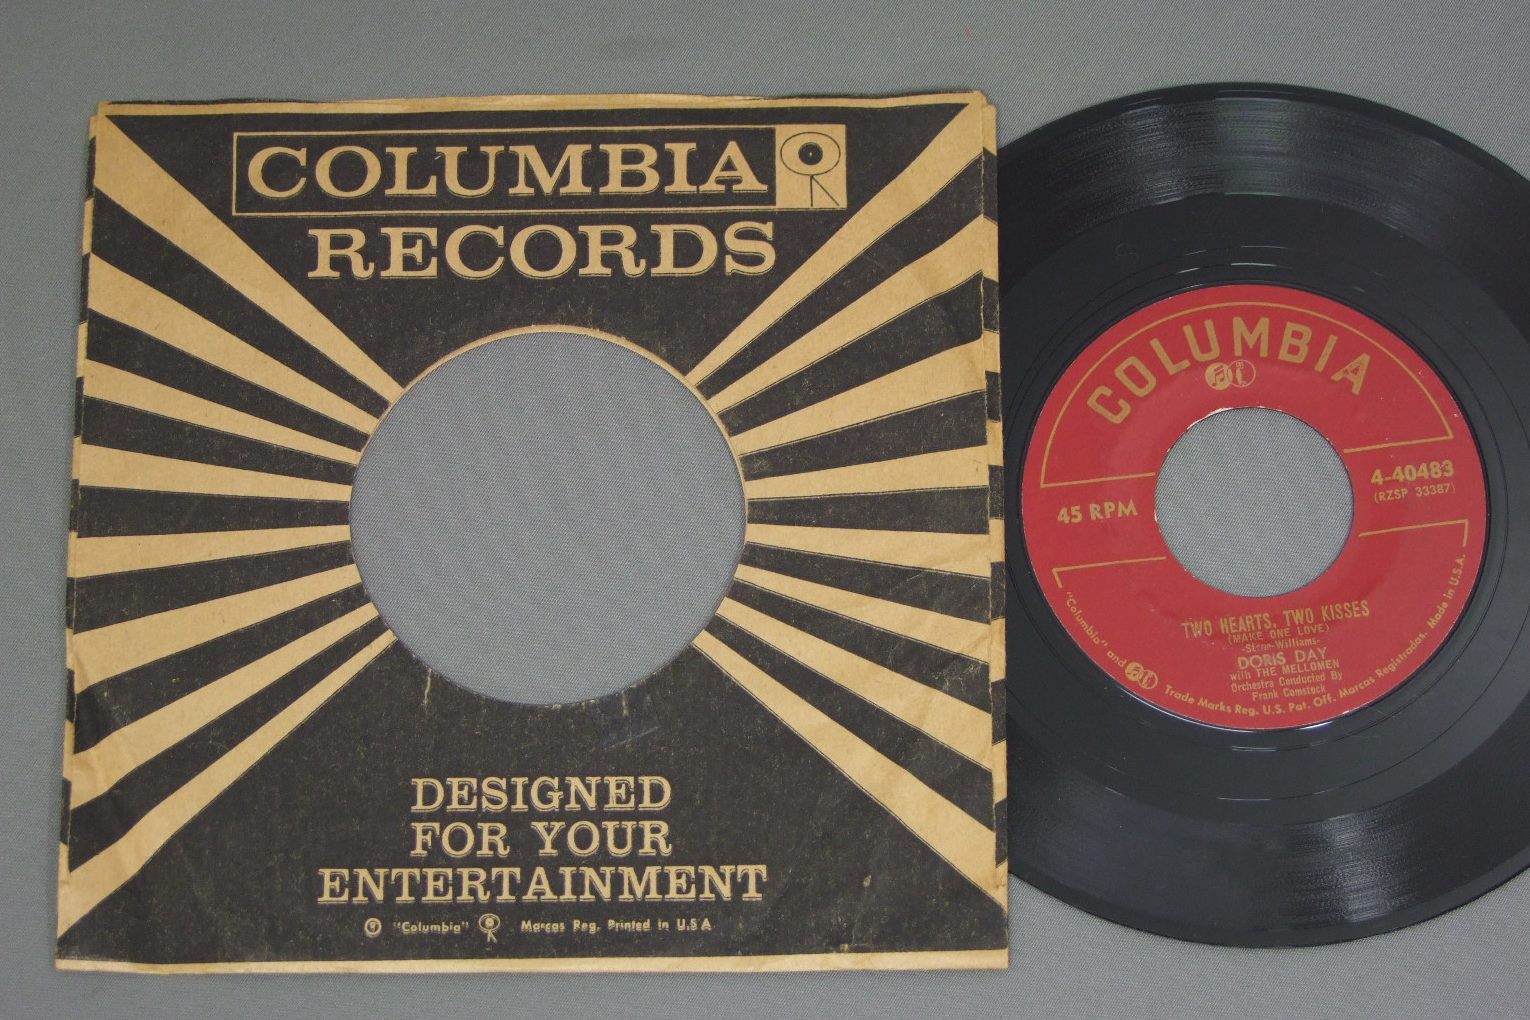 COLUMBIA
RECORDS
DESIGNED
FOR YOUR
ENTERTAINMENT
"Columbia" Marcas Reg. Printed in U.S.A
COLUMBIA
4-40483
(RZSP 33387)
45 RPM
TWO HEARTS, TWO KISSES
(MAKE ONE LOVE)
-Stone-Williams-
DORIS DAY
with THE MELLOMEN
Orchestra Conducted By
Frank Comstock
"Columbia" and Trade Marks Reg. U.S. Pat. Off. Marcas Registradas. Made in U.S.A.